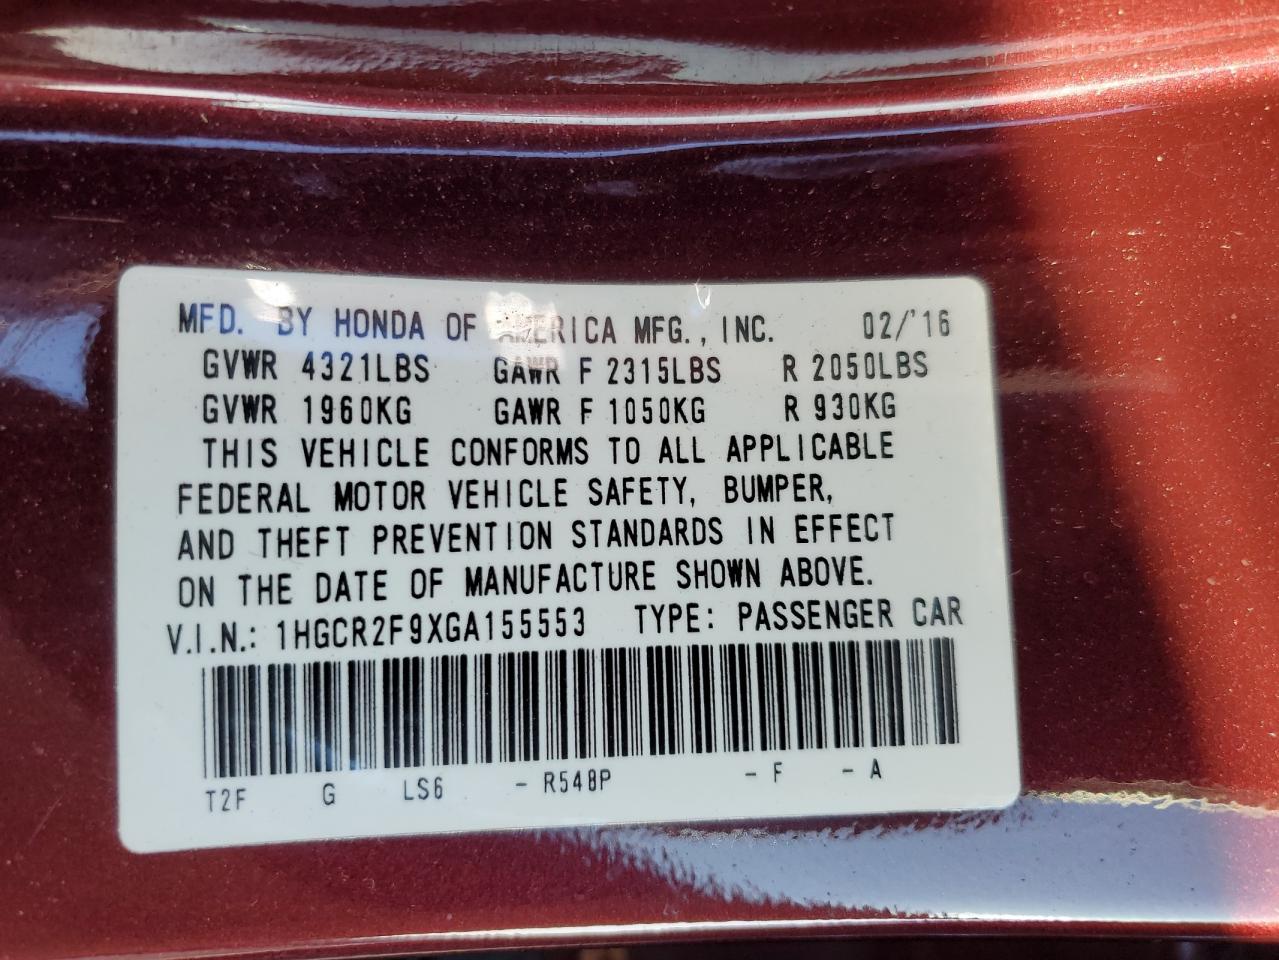 MFD. BY HONDA OF AMERICA MFG., INC. 02/'16
GVWR 4321LBS GAWR F 2315LBS R 2050LBS
GVWR 1960KG GAWR F 1050KG R 930KG
THIS VEHICLE CONFORMS TO ALL APPLICABLE
FEDERAL MOTOR VEHICLE SAFETY, BUMPER,
AND THEFT PREVENTION STANDARDS IN EFFECT
ON THE DATE OF MANUFACTURE SHOWN ABOVE.
V.I.N.: 1HGCR2F9XGA155553 TYPE: PASSENGER CAR
T2F G LS6 - R548P - F - A